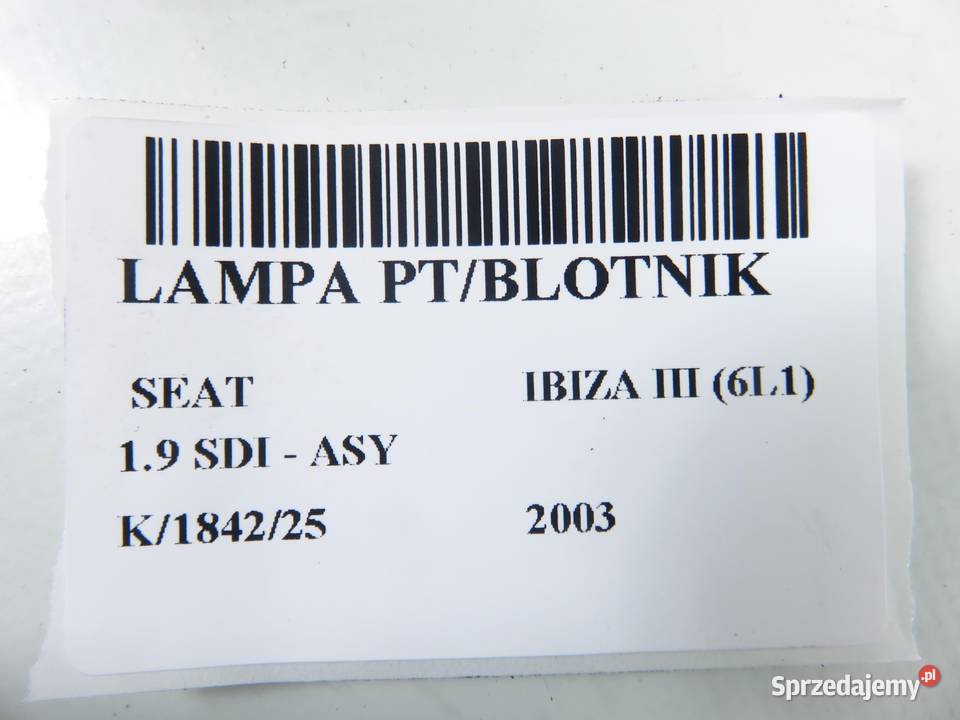 LAMPA PT/BLOTNIK
SEAT IBIZA III (6L1)
1.9 SDI - ASY
K/1842/25 2003
Sprzedajemy.pl